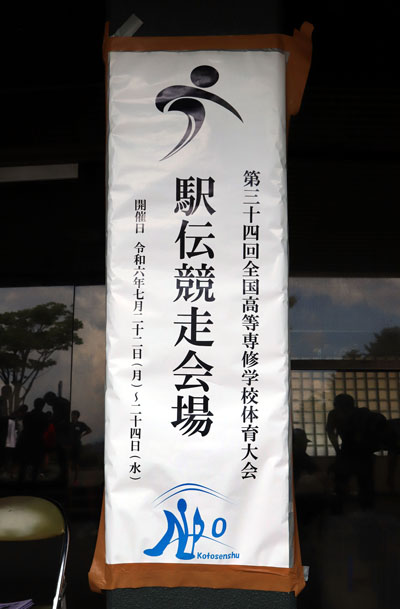 第三十四回全国高等専修学校体育大会
駅伝競走会場
開催日 令和六年七月二十二日(月)～二十四日(水)
NPO
Kotosenshu